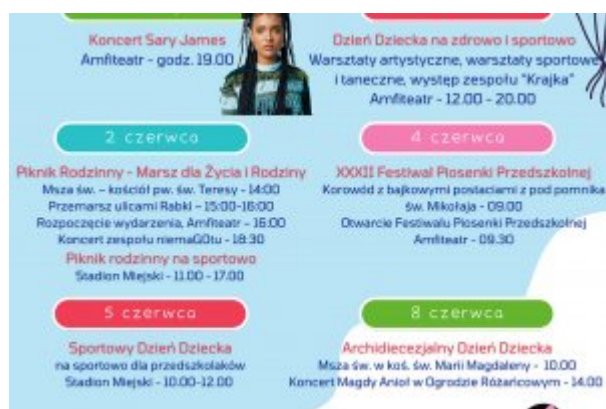 Koncert Sary James
Amfiteatr - godz. 19.00
Dzień Dziecka na zdrowo i sportowo
Warsztaty artystyczne, warsztaty sportowe
i taneczne, występ zespołu "Krajka"
Amfiteatr - 12.00 - 20.00
2 czerwca
Piknik Rodzinny - Marsz dla Życia i Rodziny
Msza św. - kościół pw. św. Teresy - 14:00
Przemarsz ulicami Rabki - 15:00-16:00
Rozpoczęcie wydarzenia, Amfiteatr - 16:00
Koncert zespołu niemaGOtu - 18:30
Piknik rodzinny na sportowo
Stadion Miejski - 11.00 - 17.00
4 czerwca
XXXII Festiwal Piosenki Przedszkolnej
Korowód z bajkowymi postaciami z pod pomnika
św. Mikołaja - 09.00
Otwarcie Festiwalu Piosenki Przedszkolnej
Amfiteatr - 09.30
5 czerwca
Sportowy Dzień Dziecka
na sportowo dla przedszkolaków
Stadion Miejski - 10.00-12.00
8 czerwca
Archidiecezjalny Dzień Dziecka
Msza św. w koś. św. Marii Magdaleny - 10.00
Koncert Magdy Anioł w Ogrodzie Różańcowym - 14.00